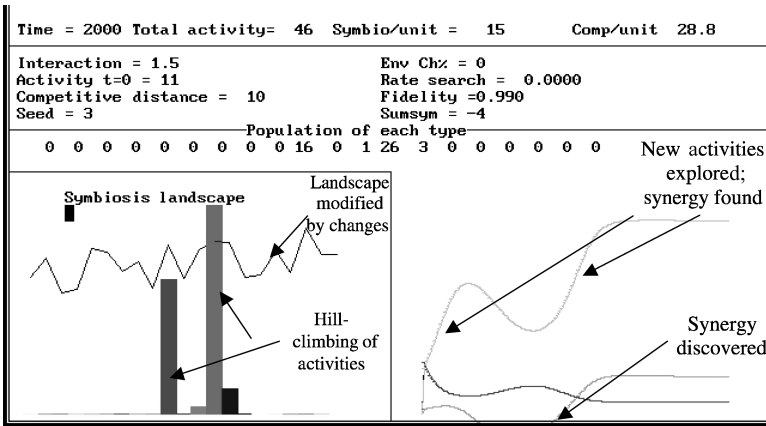 Time = 2000 Total activity= 46 Symbio/unit = 15 Comp/unit 28.8
Interaction = 1.5 Env Ch% = 0
Activity t=0 = 11 Rate search = 0.0000
Competitive distance = 10 Fidelity =0.990
Seed = 3 Sumsym = -4
Population of each type
0 0 0 0 0 0 0 0 0 16 0 1 26 3 0 0 0 0 0 0
New activities
explored;
synergy found
Symbiosis landscape
Landscape
modified
by changes
Hill-
climbing of
activities
Synergy
discovered